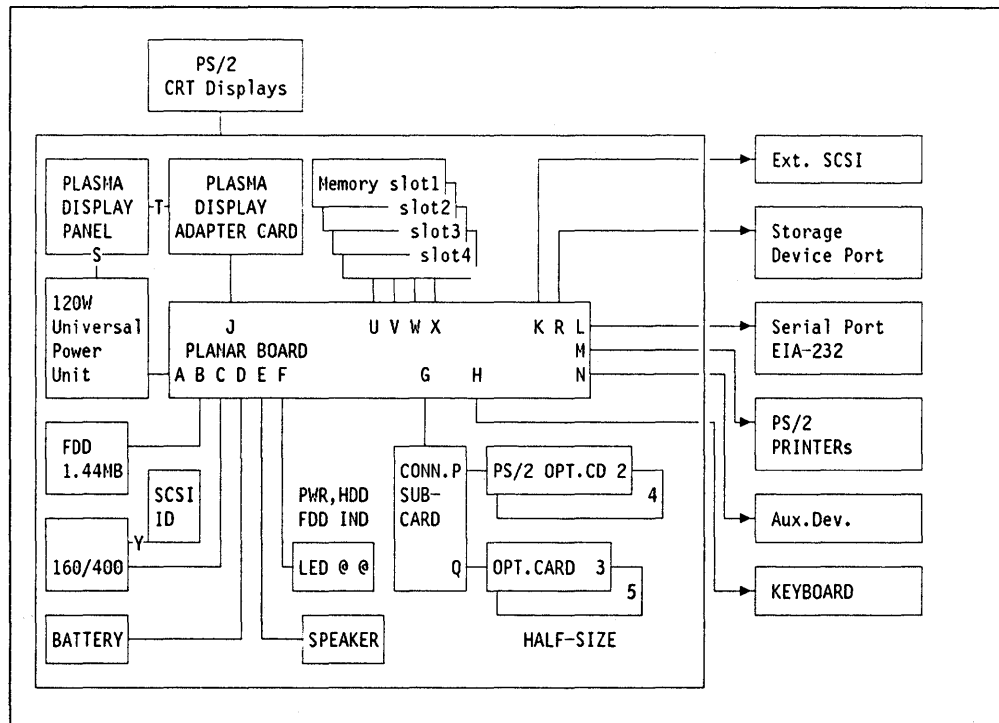 PS/2
CRT Displays
PLASMA
DISPLAY
PANEL
S
T
PLASMA
DISPLAY
ADAPTER CARD
Memory slot1
slot2
slot3
slot4
Ext. SCSI
Storage
Device Port
120W
Universal
Power
Unit
J
U V W X
K R L
PLANAR BOARD
M
A B C D E F
G
H
N
Serial Port
EIA-232
PS/2
PRINTERs
FDD
1.44MB
SCSI
ID
Y
160/400
PWR,HDD
FDD IND
LED @ @
CONN.P
SUB-
CARD
Q
PS/2 OPT.CD 2
4
OPT.CARD 3
5
Aux.Dev.
KEYBOARD
BATTERY
SPEAKER
HALF-SIZE